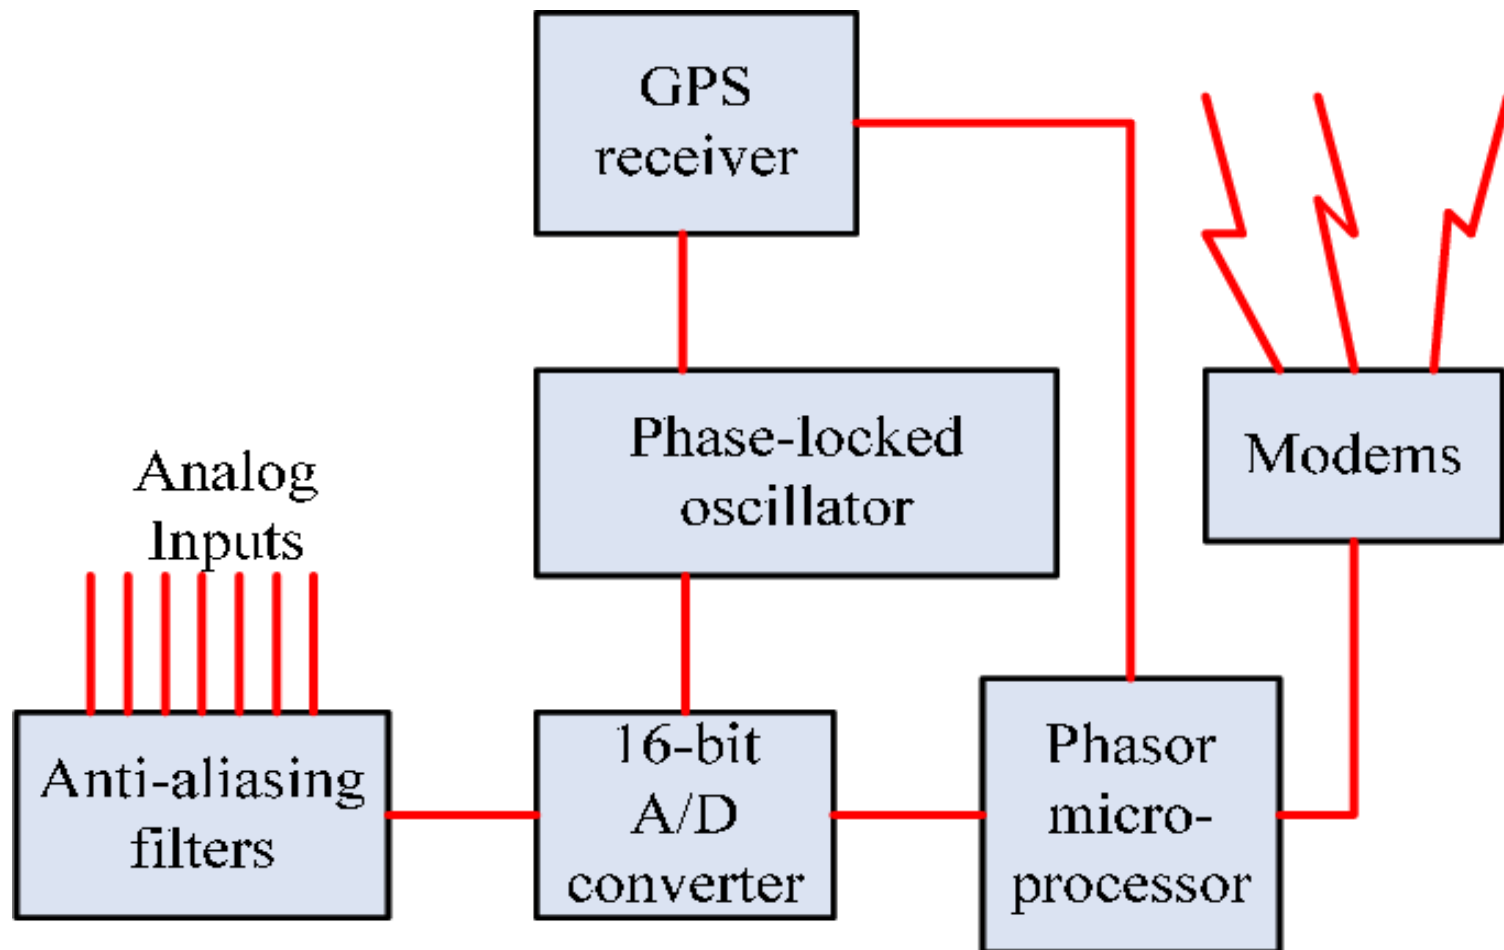 GPS
receiver
Phase-locked
oscillator
Modems
Analog
Inputs
Anti-aliasing
filters
16-bit
A/D
converter
Phasor
micro-
processor